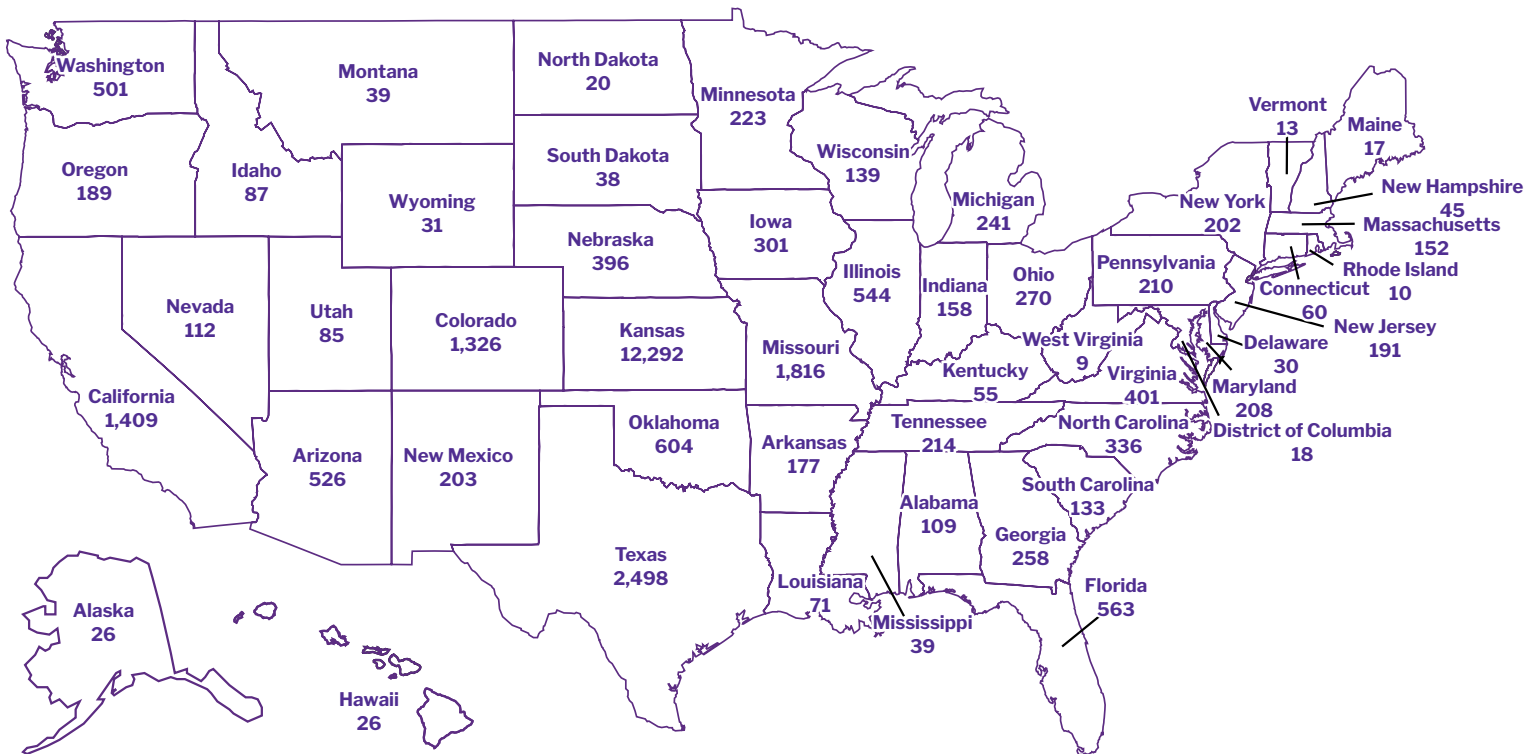 Washington
501
Montana
39
North Dakota
20
Minnesota
223
Vermont
13
Maine
17
Oregon
189
Idaho
87
Wyoming
31
South Dakota
38
Wisconsin
139
Michigan
241
New York
202
New Hampshire
45
Massachusetts
152
Rhode Island
10
Connecticut
60
New Jersey
191
Nevada
112
Utah
85
Colorado
1,326
Nebraska
396
Iowa
301
Illinois
544
Indiana
158
Ohio
270
Pennsylvania
210
Delaware
30
Maryland
208
District of Columbia
18
California
1,409
Kansas
12,292
Missouri
1,816
Kentucky
55
West Virginia
9
Virginia
401
Arizona
526
New Mexico
203
Oklahoma
604
Arkansas
177
Tennessee
214
North Carolina
336
South Carolina
133
Texas
2,498
Louisiana
71
Mississippi
39
Alabama
109
Georgia
258
Florida
563
Alaska
26
Hawaii
26